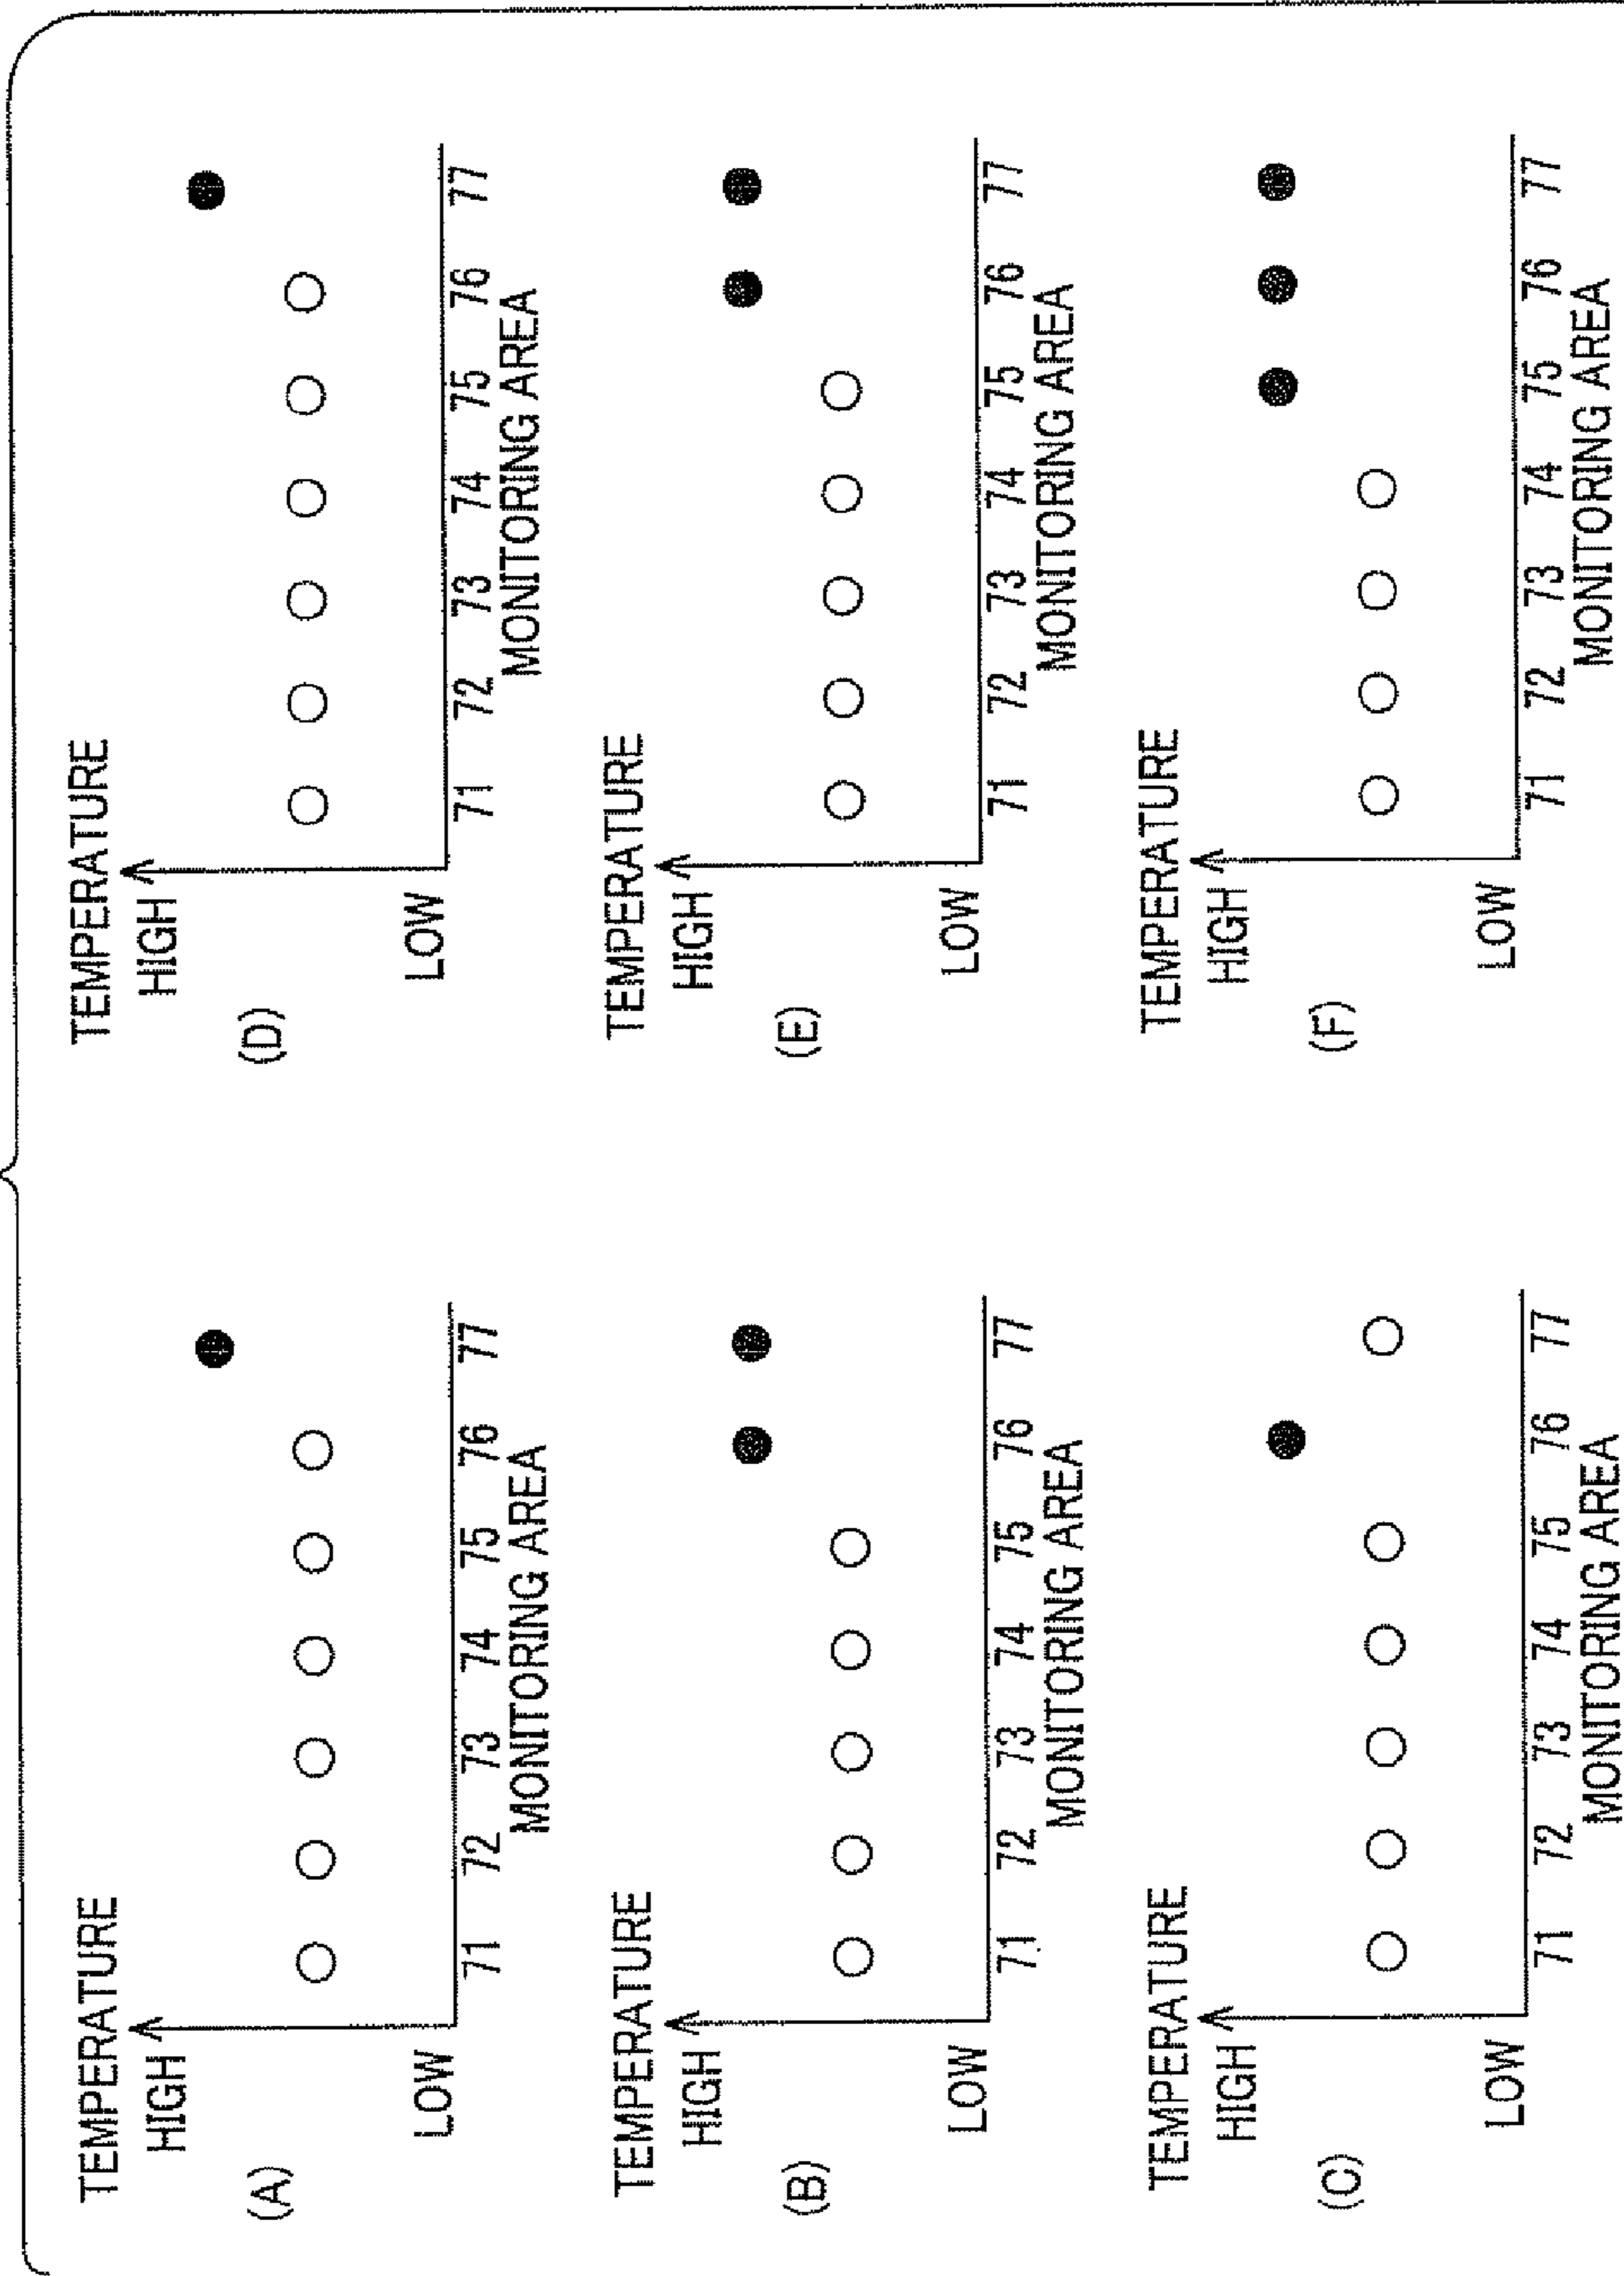 TEMPERATURE
HIGH
(A)
LOW
71 72 73 74 75 76 77
MONITORING AREA
TEMPERATURE
HIGH
(B)
LOW
71 72 73 74 75 76 77
MONITORING AREA
TEMPERATURE
HIGH
(C)
LOW
71 72 73 74 75 76 77
MONITORING AREA
TEMPERATURE
HIGH
(D)
LOW
71 72 73 74 75 76 77
MONITORING AREA
TEMPERATURE
HIGH
(E)
LOW
71 72 73 74 75 76 77
MONITORING AREA
TEMPERATURE
HIGH
(F)
LOW
71 72 73 74 75 76 77
MONITORING AREA